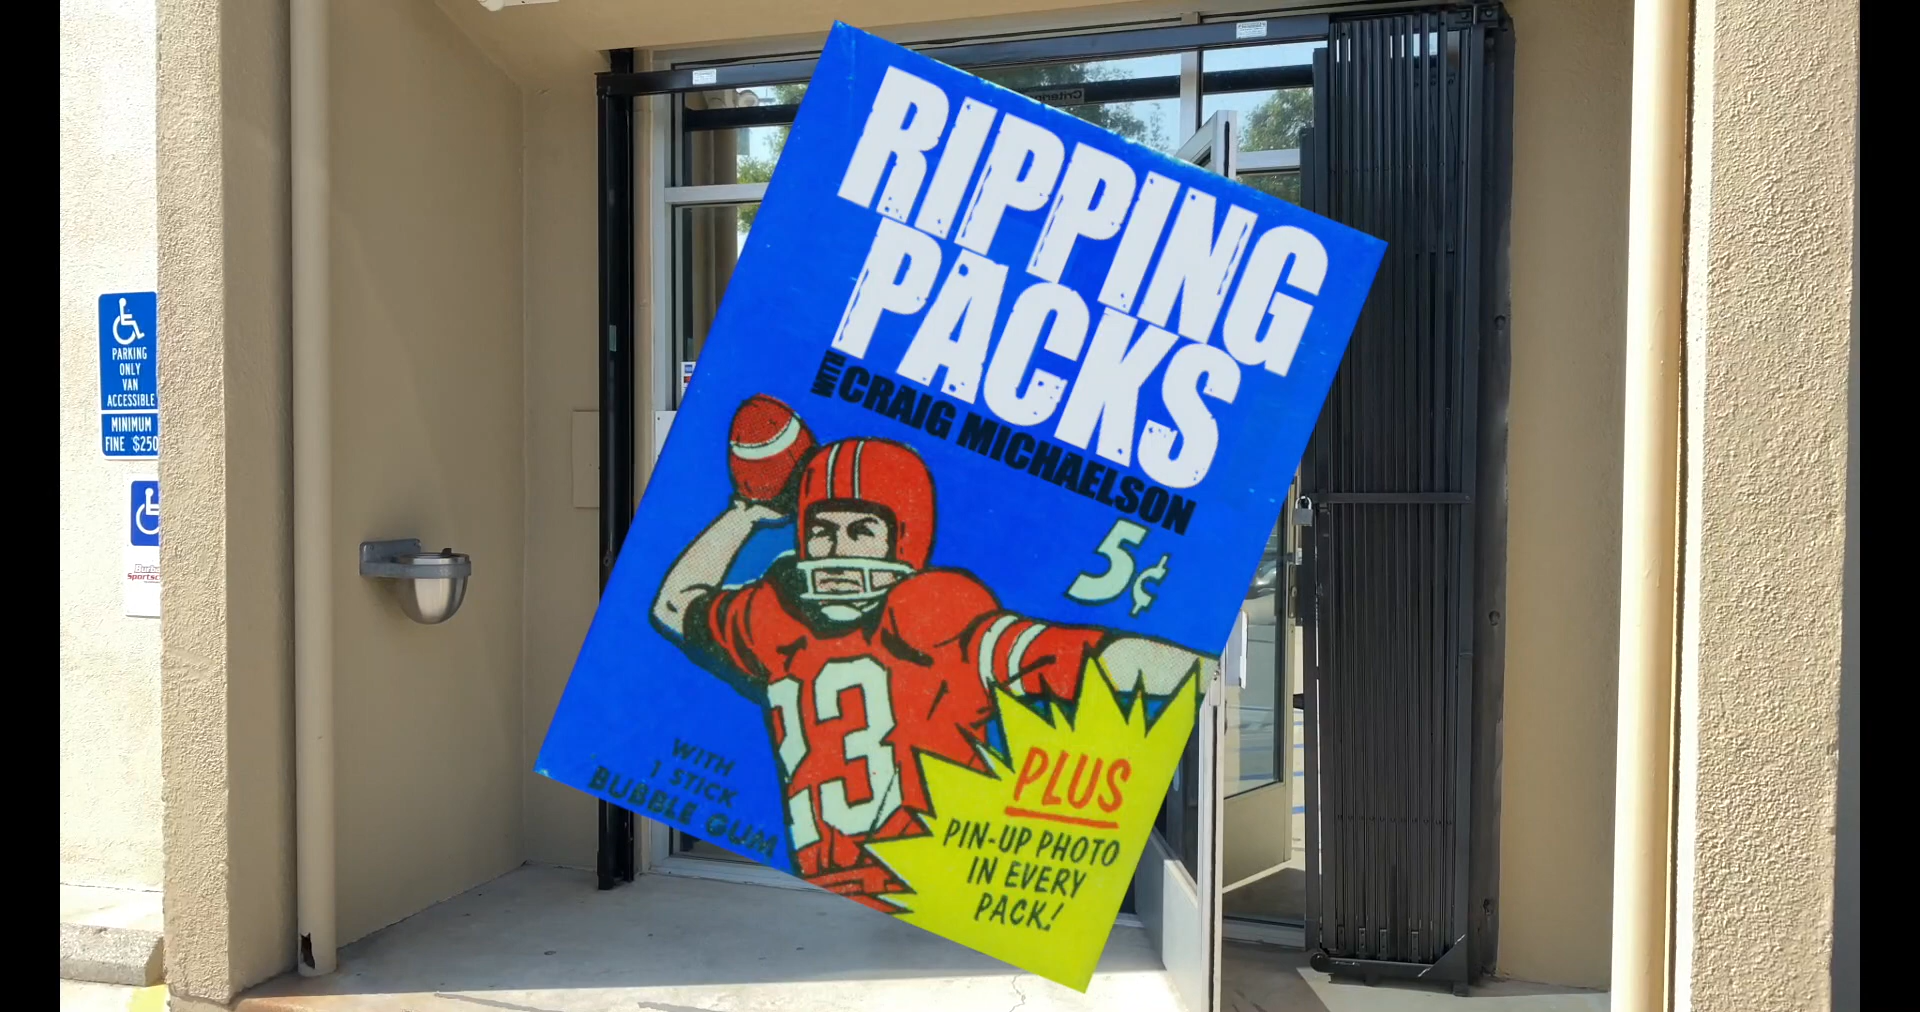 RIPPING
PACKS
WITH CRAIG MICHAELSON
5¢
WITH
1 STICK
BUBBLE GUM
PLUS
PIN-UP PHOTO
IN EVERY
PACK!
23
PARKING
ONLY
VAN
ACCESSIBLE
MINIMUM
FINE $250